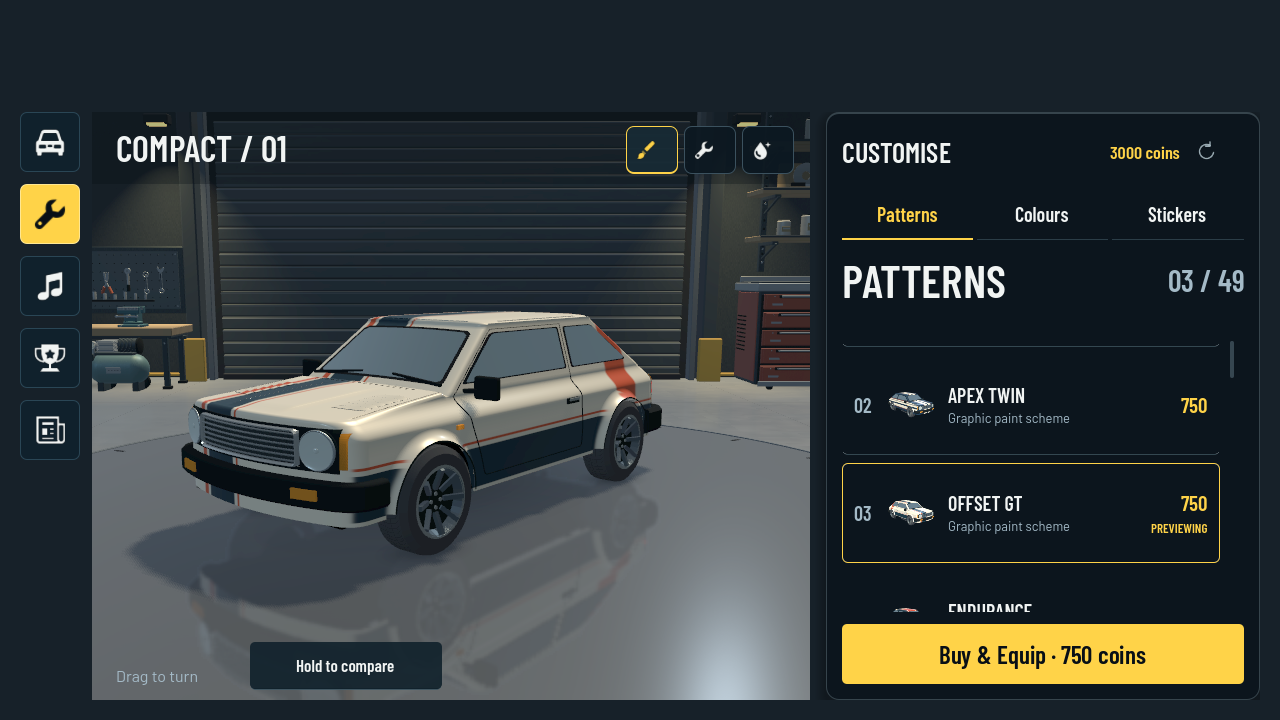 COMPACT / 01
Hold to compare
Drag to turn
CUSTOMISE
3000 coins
Patterns
Colours
Stickers
PATTERNS
03 / 49
02
APEX TWIN
Graphic paint scheme
750
03
OFFSET GT
Graphic paint scheme
750
PREVIEWING
ENDURANCE
Buy & Equip · 750 coins